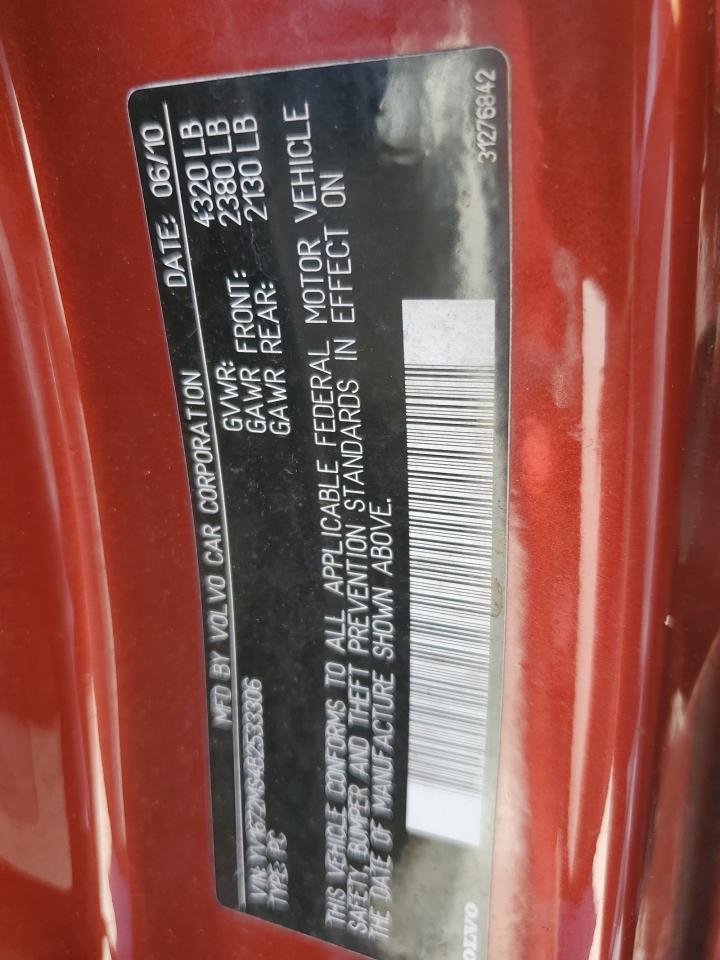 MFD BY VOLVO CAR CORPORATION DATE: 06/10
VIN: YV1672MS4B2533306 GVWR: 4320 LB
TYPE: PC GAWR FRONT: 2380 LB
GAWR REAR: 2130 LB
THIS VEHICLE CONFORMS TO ALL APPLICABLE FEDERAL MOTOR VEHICLE
SAFETY, BUMPER AND THEFT PREVENTION STANDARDS IN EFFECT ON
THE DATE OF MANUFACTURE SHOWN ABOVE.
VOLVO
31276842